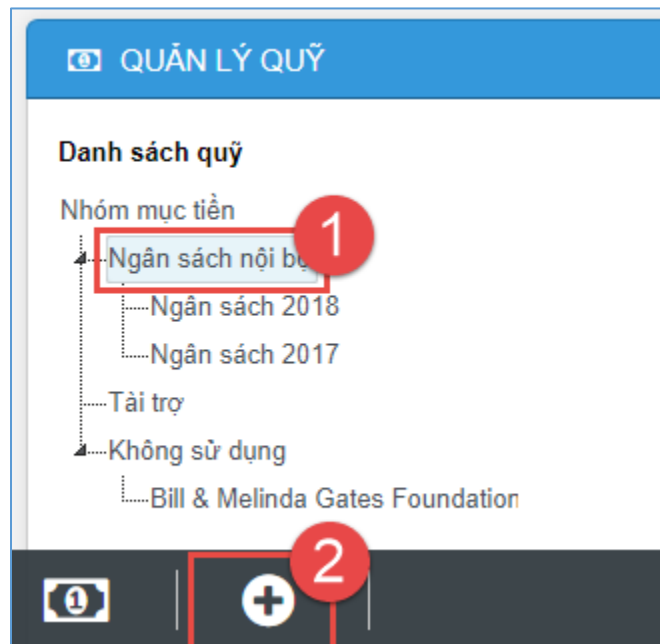 QUẢN LÝ QUỸ
Danh sách quỹ
Nhóm mục tiền
1
Ngân sách nội bộ
Ngân sách 2018
Ngân sách 2017
Tài trợ
Không sử dụng
Bill & Melinda Gates Foundation
2
1